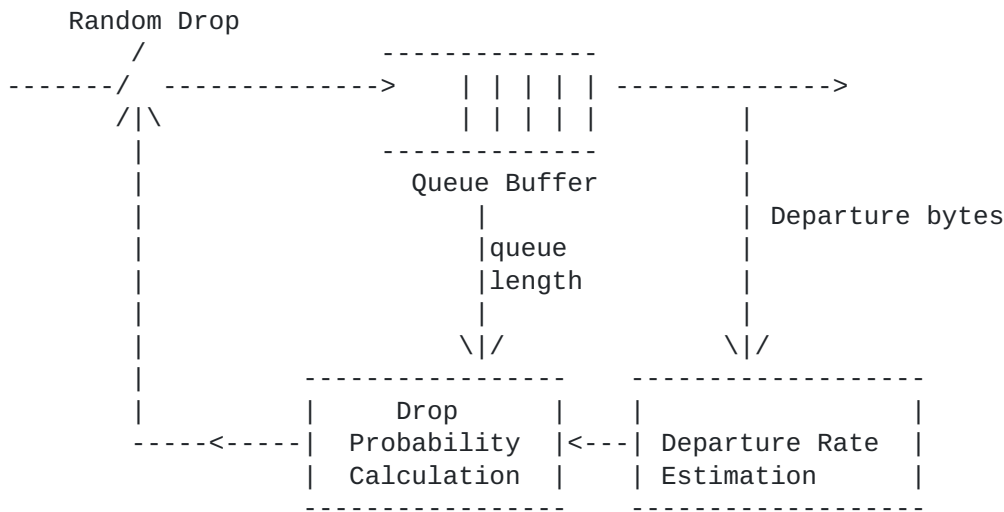 Random Drop
Queue Buffer
Departure bytes
queue
length
Drop
Probability
Calculation
Departure Rate
Estimation